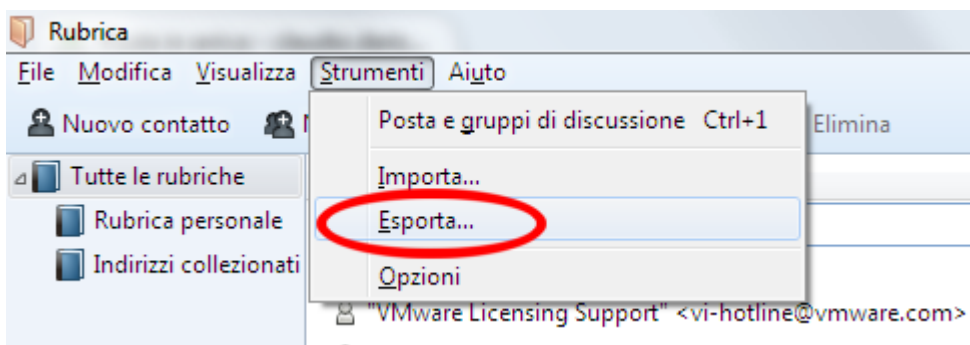 Rubrica
File Modifica Visualizza Strumenti Aiuto
Nuovo contatto
Posta e gruppi di discussione Ctrl+1
Elimina
Tutte le rubriche
Importa...
Rubrica personale
Esporta...
Indirizzi collezionati
Opzioni
"VMware Licensing Support" <vi-hotline@vmware.com>